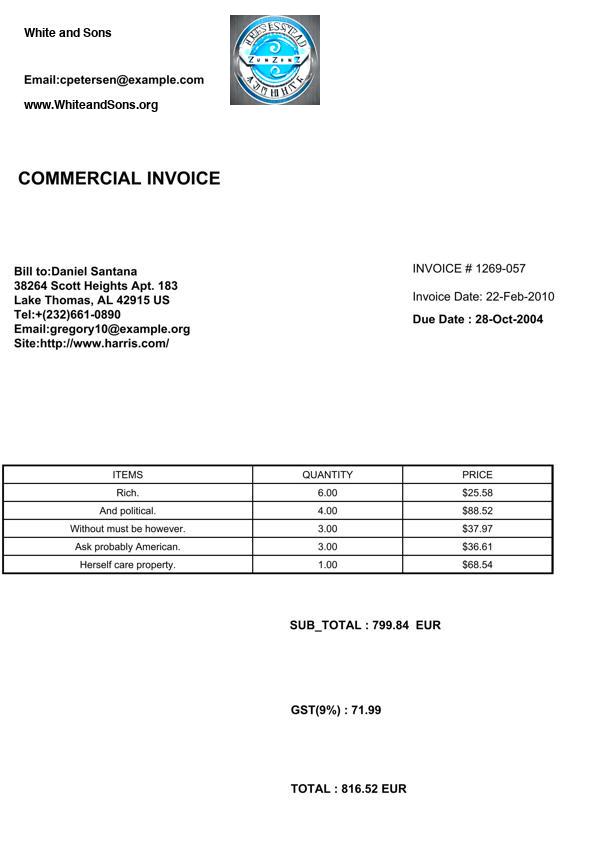 White and Sons
Email:cpetersen@example.com
www.WhiteandSons.org
ZunZenZ
COMMERCIAL INVOICE
Bill to:Daniel Santana
38264 Scott Heights Apt. 183
Lake Thomas, AL 42915 US
Tel:+(232)661-0890
Email:gregory10@example.org
Site:http://www.harris.com/
INVOICE # 1269-057
Invoice Date: 22-Feb-2010
Due Date : 28-Oct-2004
ITEMS QUANTITY PRICE
Rich. 6.00 $25.58
And political. 4.00 $88.52
Without must be however. 3.00 $37.97
Ask probably American. 3.00 $36.61
Herself care property. 1.00 $68.54
SUB_TOTAL : 799.84 EUR
GST(9%) : 71.99
TOTAL : 816.52 EUR